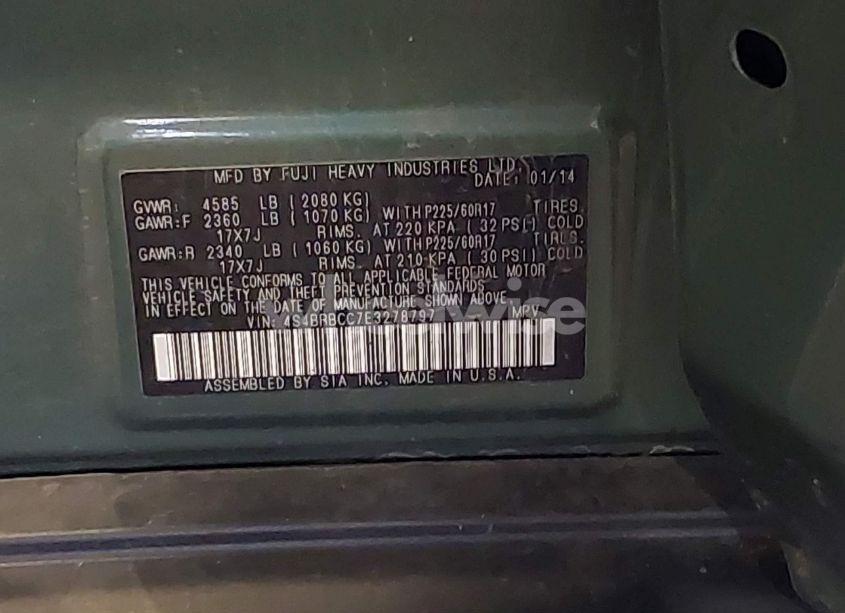 MFD BY FUJI HEAVY INDUSTRIES LTD.
DATE: 01/14
GVWR: 4585 LB ( 2080 KG)
GAWR:F 2360 LB ( 1070 KG) WITH P225/60R17 TIRES,
17X7J RIMS. AT 220 KPA ( 32 PSI) COLD
GAWR:R 2340 LB ( 1060 KG) WITH P225/60R17 TIRES,
17X7J RIMS. AT 210 KPA ( 30 PSI) COLD
THIS VEHICLE CONFORMS TO ALL APPLICABLE FEDERAL MOTOR
VEHICLE SAFETY AND THEFT PREVENTION STANDARDS
IN EFFECT ON THE DATE OF MANUFACTURE SHOWN ABOVE.
VIN: 4S4BRBCC7E3278797 MPV
ASSEMBLED BY SIA INC. MADE IN U.S.A.